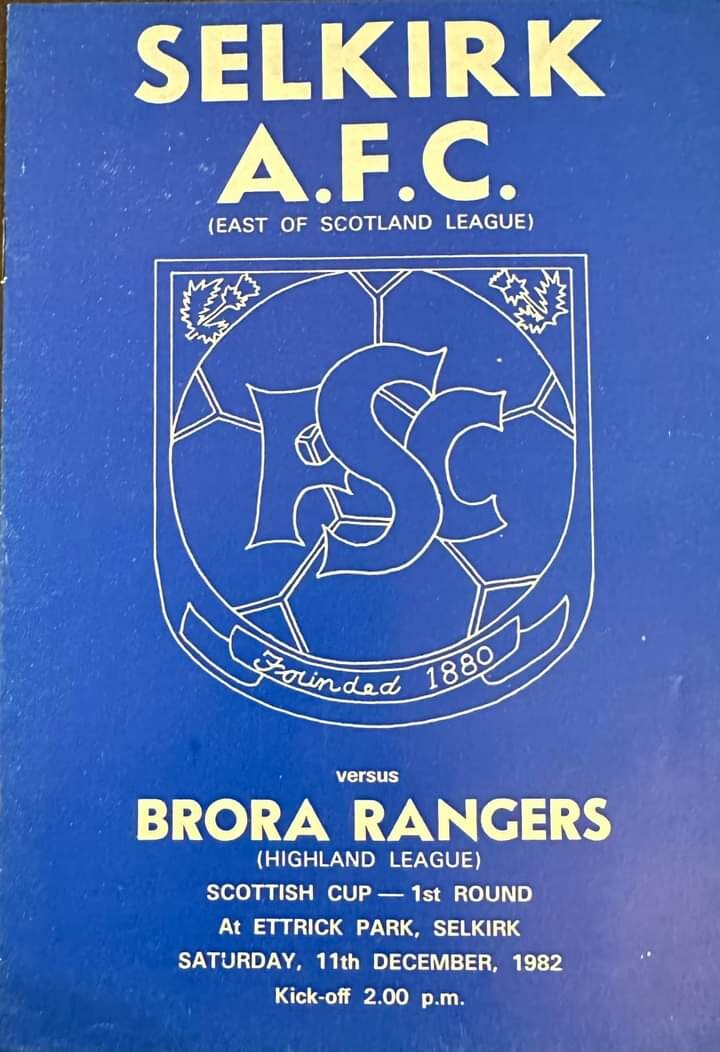 SELKIRK
A.F.C.
(EAST OF SCOTLAND LEAGUE)
FSC
Founded 1880
versus
BRORA RANGERS
(HIGHLAND LEAGUE)
SCOTTISH CUP — 1st ROUND
At ETTRICK PARK, SELKIRK
SATURDAY, 11th DECEMBER, 1982
Kick-off 2.00 p.m.